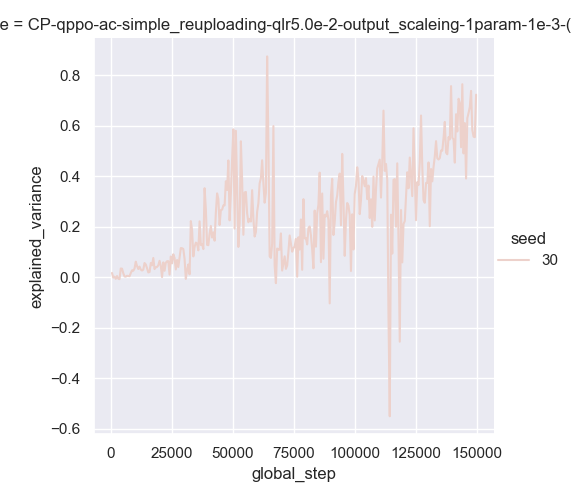 e = CP-qppo-ac-simple_reuploading-qlr5.0e-2-output_scaleing-1param-1e-3-(
0.8
0.6
0.4
0.2
0.0
−0.2
−0.4
−0.6
explained_variance
0 25000 50000 75000 100000 125000 150000
global_step
seed
30